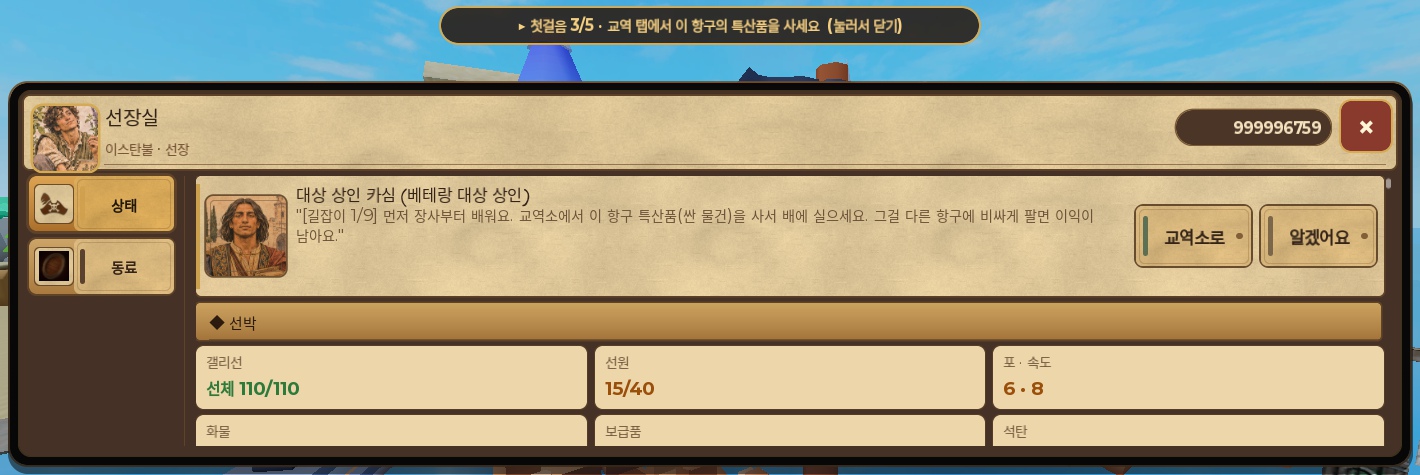 ▸ 첫걸음 3/5 · 교역 탭에서 이 항구의 특산품을 사세요 (눌러서 닫기)
선장실
이스탄불 · 선장
999996759
×
상태
동료
대상 상인 카심 (베테랑 대상 상인)
"[길잡이 1/9] 먼저 장사부터 배워요. 교역소에서 이 항구 특산품(싼 물건)을 사서 배에 실으세요. 그걸 다른 항구에 비싸게 팔면 이익이
남아요."
교역소로
알겠어요
◆ 선박
갤리선
선체 110/110
선원
15/40
포 · 속도
6 · 8
화물
보급품
석탄